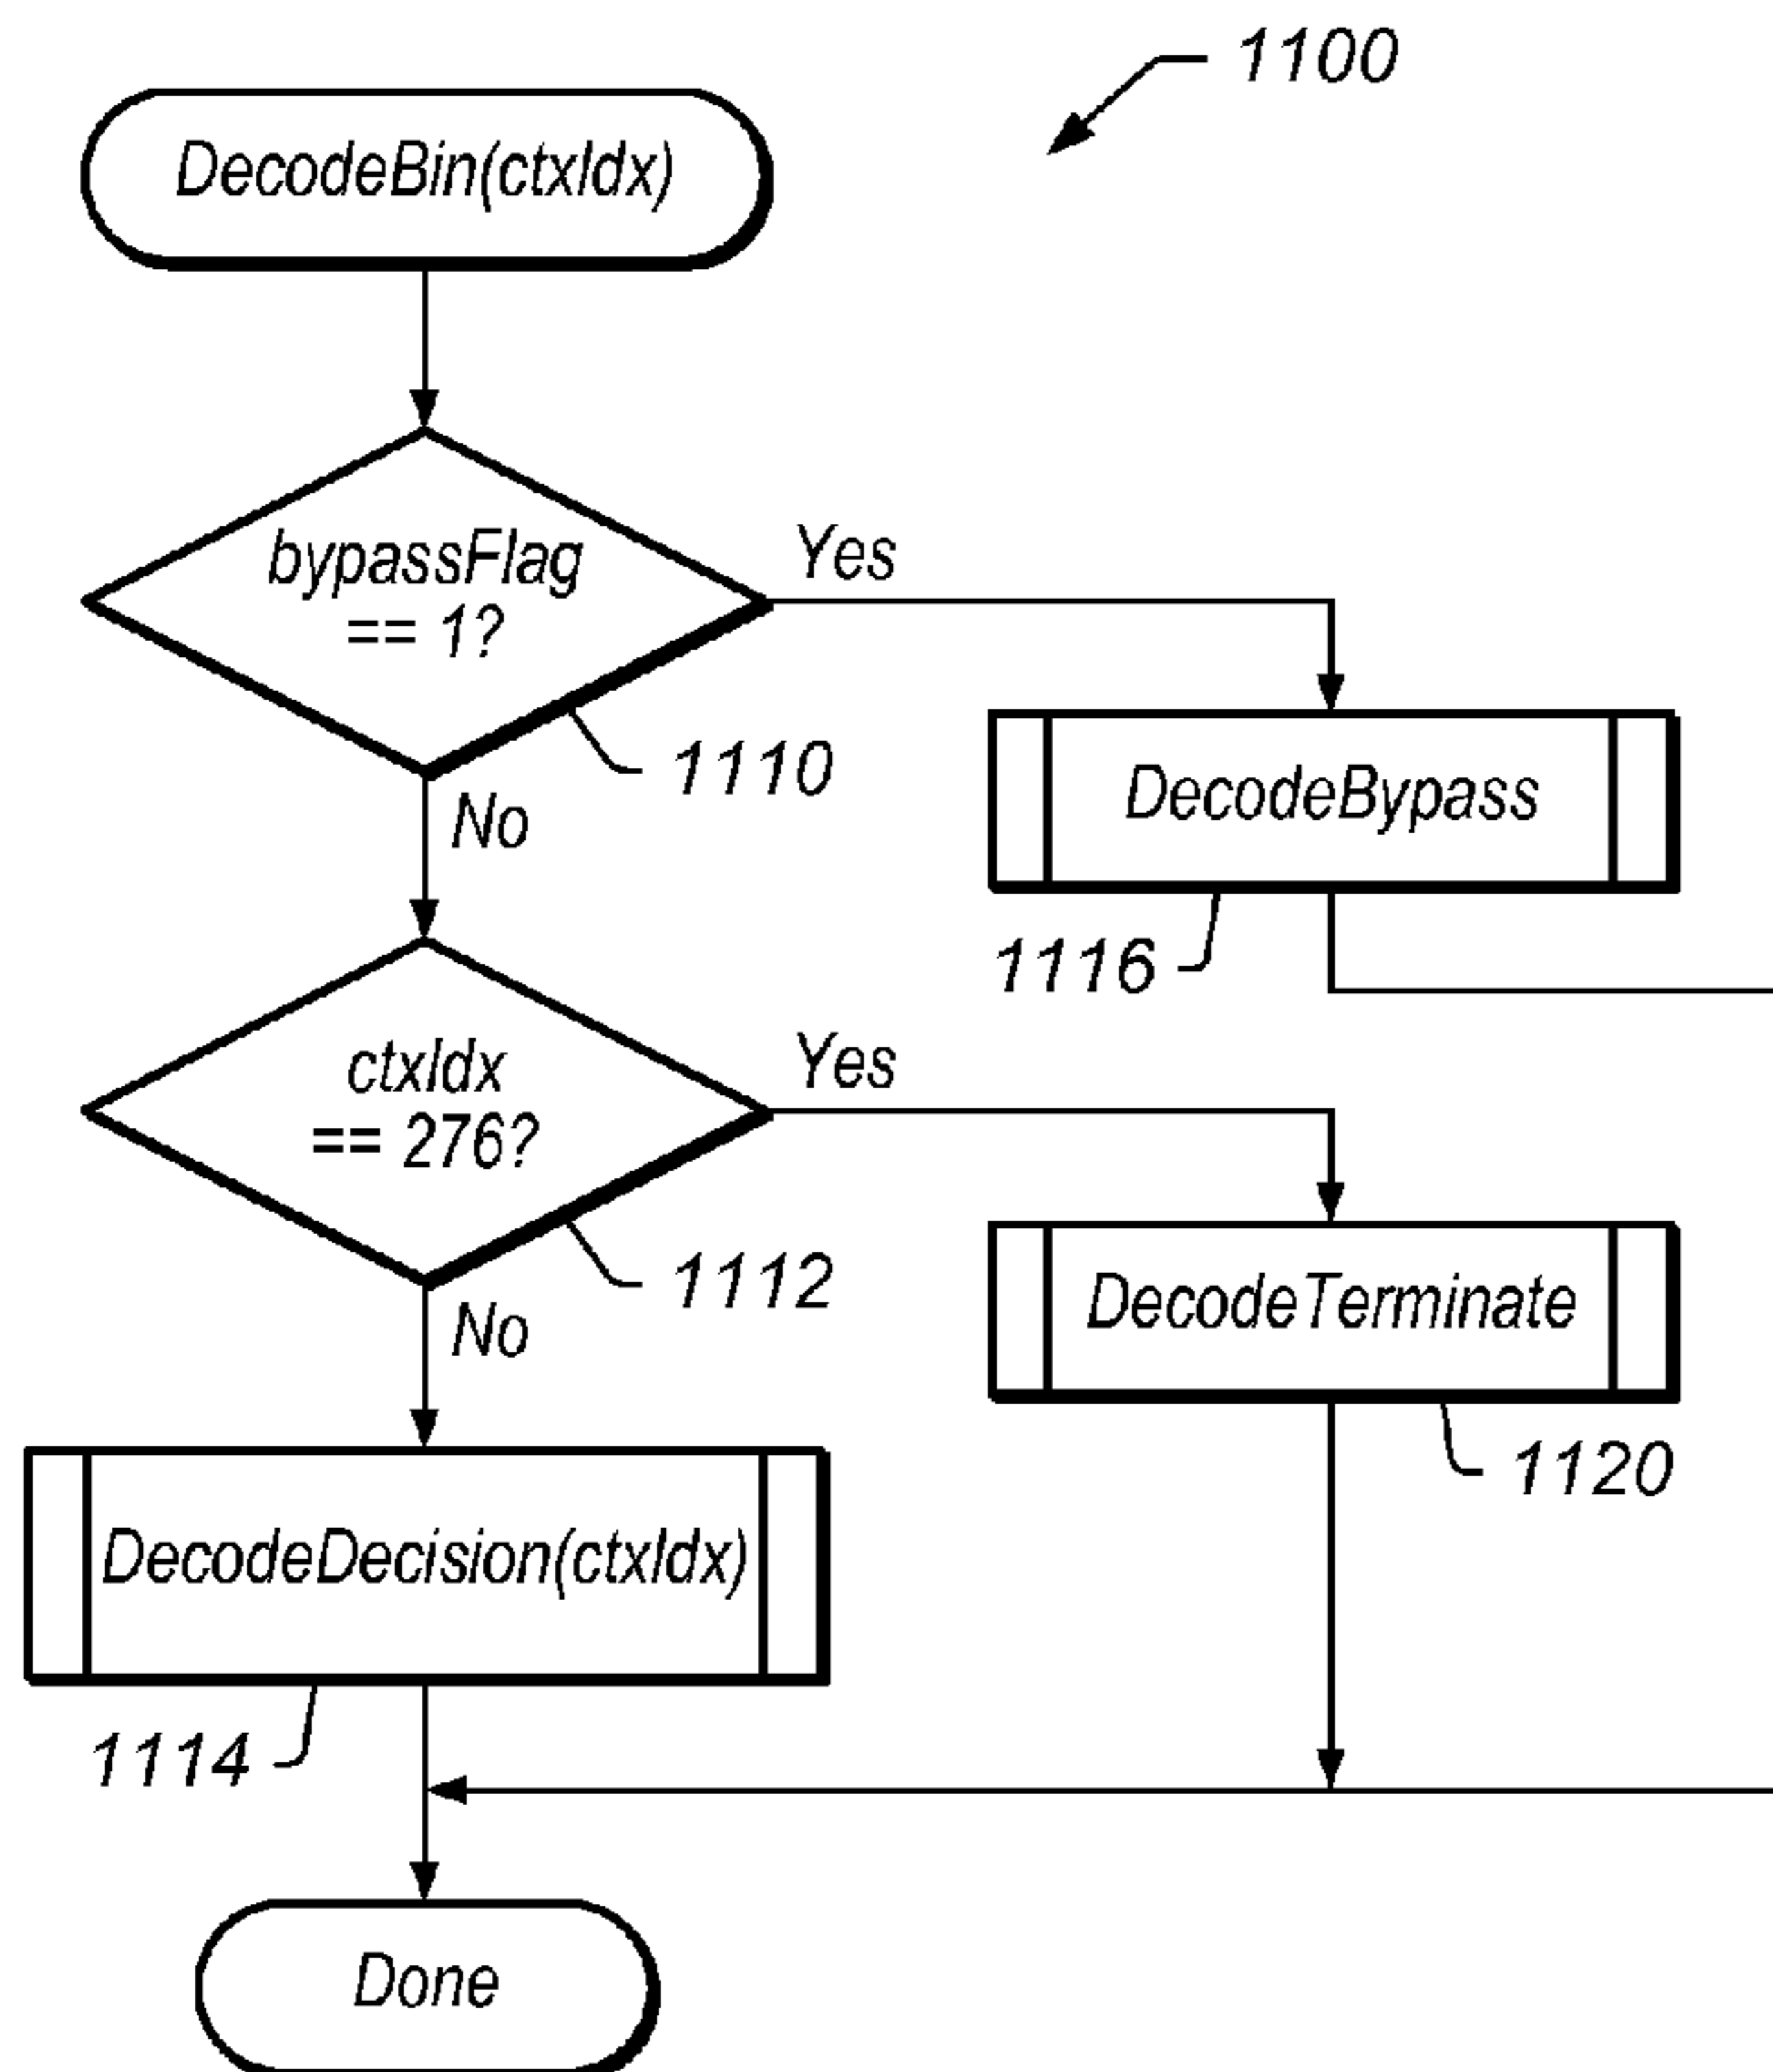 1100
DecodeBin(ctxIdx)
bypassFlag
== 1?
Yes
1110
No
DecodeBypass
1116
ctxIdx
== 276?
Yes
1112
No
DecodeTerminate
1120
DecodeDecision(ctxIdx)
1114
Done